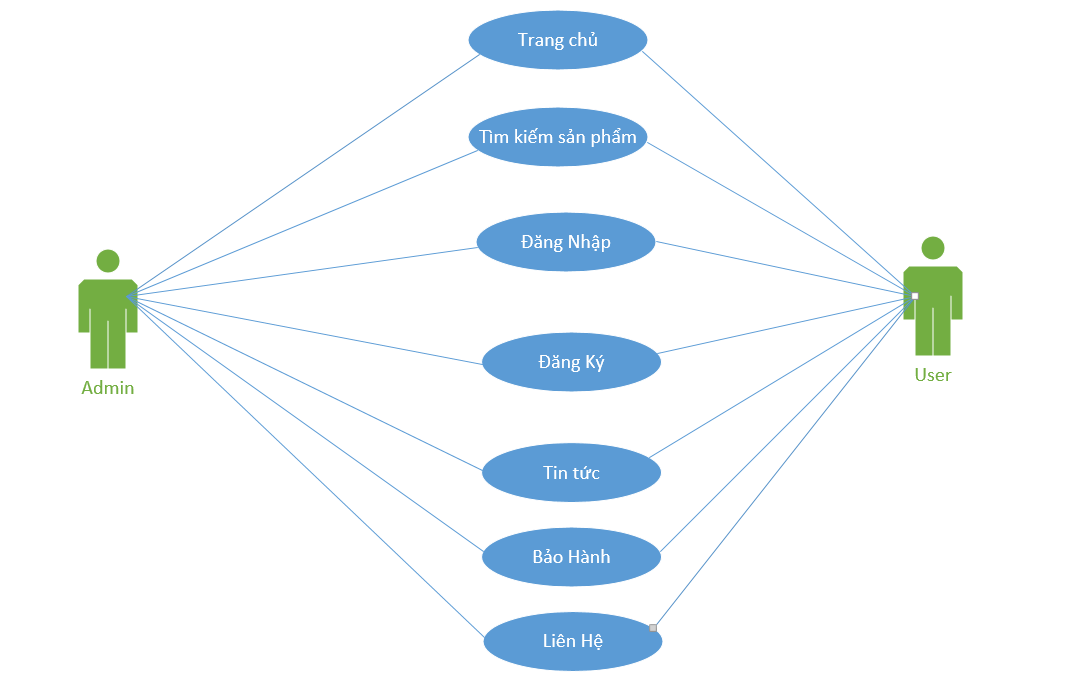 Trang chủ
Tìm kiếm sản phẩm
Đăng Nhập
Đăng Ký
Tin tức
Bảo Hành
Liên Hệ
Admin
User